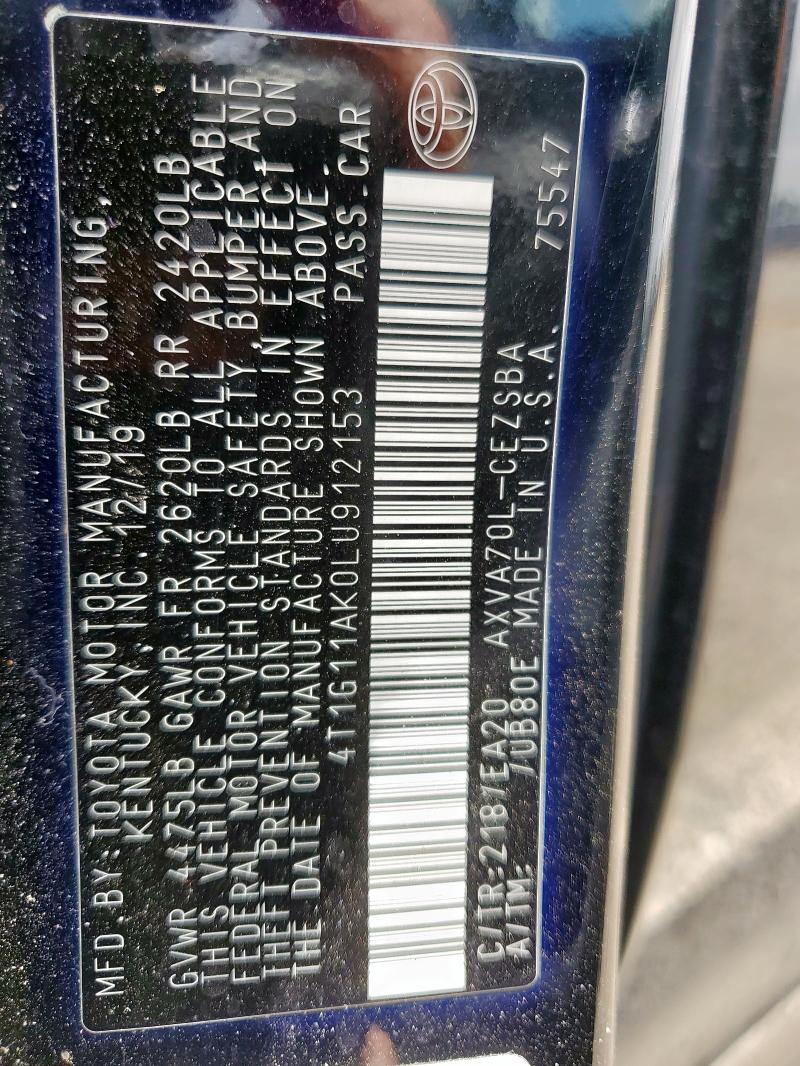 MFD.BY:TOYOTA MOTOR MANUFACTURING,
KENTUCKY,INC.12/19
GVWR 4475LB GAWR FR 2620LB RR 2420LB
THIS VEHICLE CONFORMS TO ALL APPLICABLE
FEDERAL MOTOR VEHICLE SAFETY,BUMPER AND
THEFT PREVENTION STANDARDS IN EFFECT ON
THE DATE OF MANUFACTURE SHOWN ABOVE.
4T1G11AK0LU912153 PASS.CAR
C/TR:218/EA20 AXVA70L-CEZSBA
A/TM: /UB80E MADE IN U.S.A. 75547